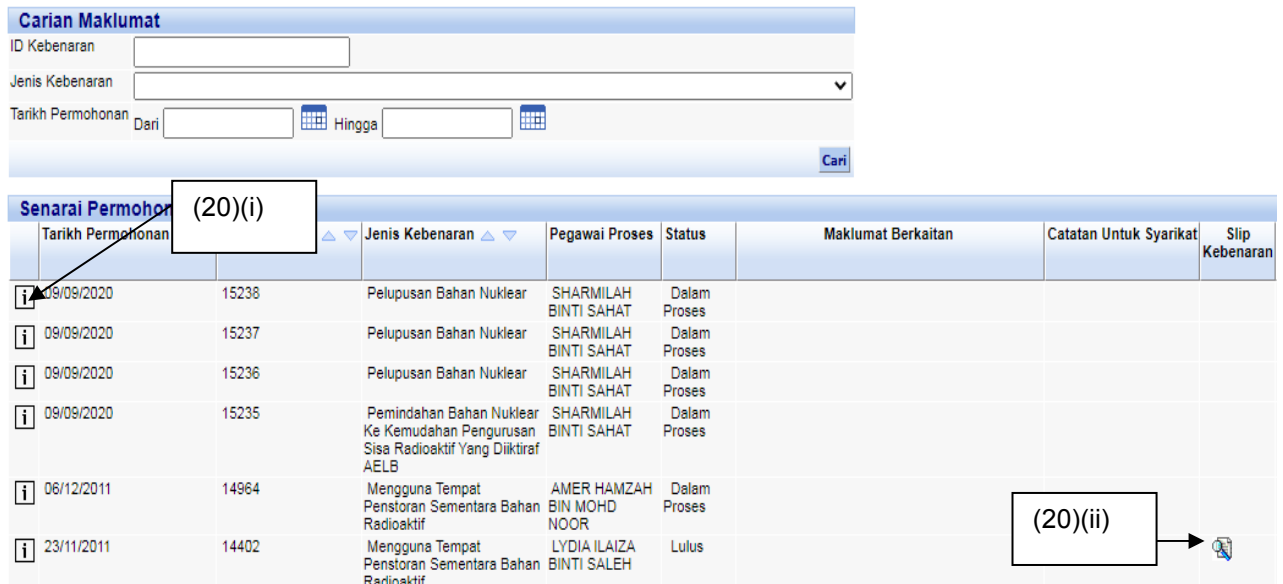 Carian Maklumat
ID Kebenaran
Jenis Kebenaran
Tarikh Permohonan Dari Hingga
Cari
(20)(i)
Senarai
Tarikh Permohonan Jenis Kebenaran Pegawai Proses Status Maklumat Berkaitan Catatan Untuk Syarikat Slip
Kebenaran
i 09/09/2020 15238 Pelupusan Bahan Nuklear SHARMILAH Dalam
BINTI SAHAT Proses
i 09/09/2020 15237 Pelupusan Bahan Nuklear SHARMILAH Dalam
BINTI SAHAT Proses
i 09/09/2020 15236 Pelupusan Bahan Nuklear SHARMILAH Dalam
BINTI SAHAT Proses
i 09/09/2020 15235 Pemindahan Bahan Nuklear SHARMILAH Dalam
Ke Kemudahan Pengurusan BINTI SAHAT Proses
Sisa Radioaktif Yang Diiktiraf
AELB
i 06/12/2011 14964 Mengguna Tempat AMER HAMZAH Dalam
Penstoran Sementara Bahan BIN MOHD Proses
Radioaktif NOOR
(20)(ii)
i 23/11/2011 14402 Mengguna Tempat LYDIA ILAIZA Lulus
Penstoran Sementara Bahan BINTI SALEH
Radioaktif